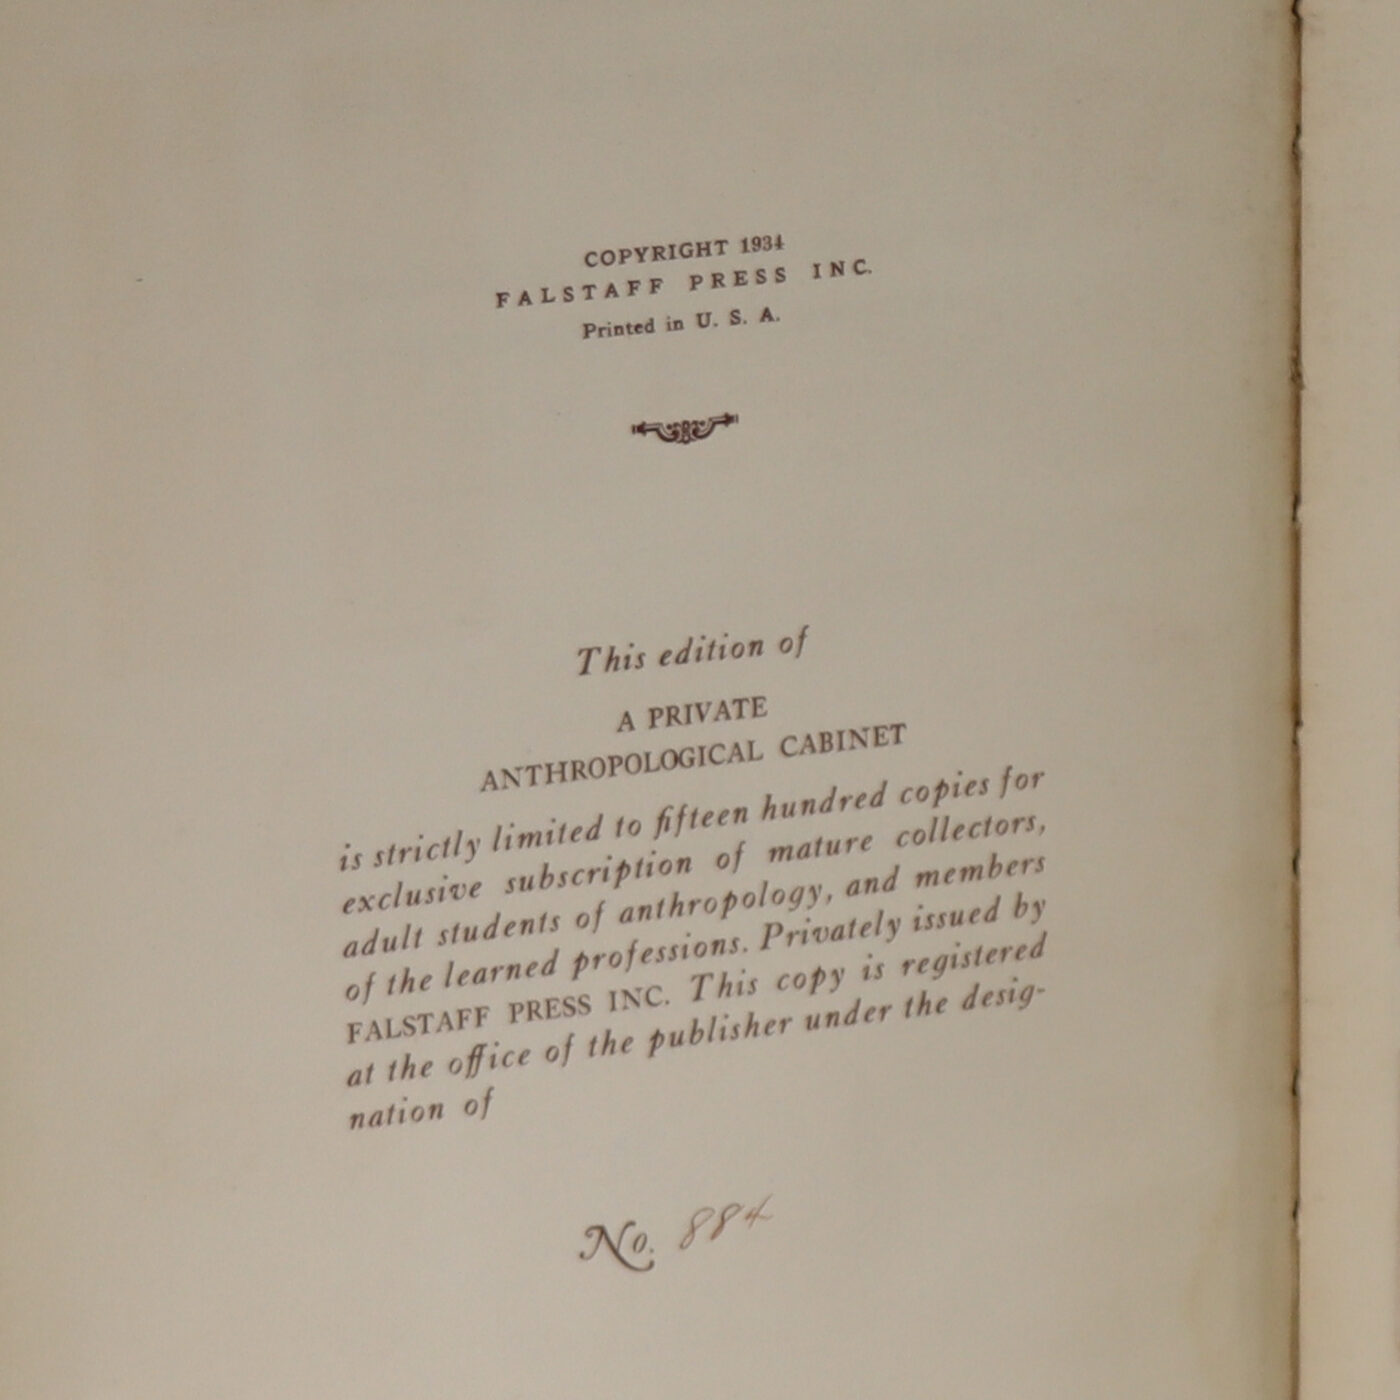 COPYRIGHT 1934
FALSTAFF PRESS INC.
Printed in U. S. A.
This edition of
A PRIVATE
ANTHROPOLOGICAL CABINET
is strictly limited to fifteen hundred copies for
exclusive subscription of mature collectors,
adult students of anthropology, and members
of the learned professions. Privately issued by
FALSTAFF PRESS INC. This copy is registered
at the office of the publisher under the desig-
nation of
No. 884